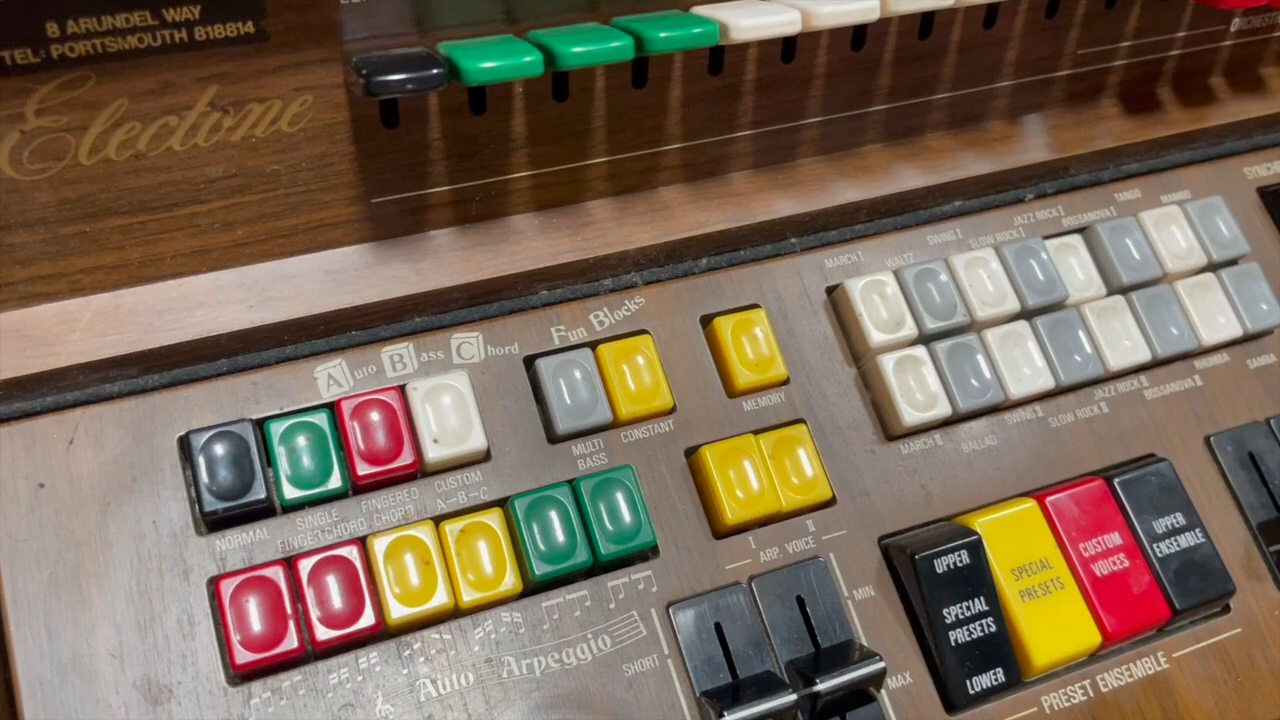 8 ARUNDEL WAY
TEL: PORTSMOUTH 818814
Electone
SYNCHR
MARCH I
WALTZ
SWING I
SLOW ROCK I
JAZZ ROCK I
BOSSANOVA I
TANGO
MAMBO
Auto Bass Chord
Fun Blocks
MEMORY
MULTI
BASS
CONSTANT
MARCH II
BALLAD
SWING II
SLOW ROCK II
JAZZ ROCK II
BOSSANOVA II
RHUMBA
SAMBA
NORMAL
SINGLE
FINGER CHORD
FINGERED
CHORD
CUSTOM
A-B-C
I
II
ARP. VOICE
Auto Arpeggio
SHORT
MIN
MAX
UPPER
SPECIAL
PRESETS
LOWER
SPECIAL
PRESETS
CUSTOM
VOICES
UPPER
ENSEMBLE
PRESET ENSEMBLE